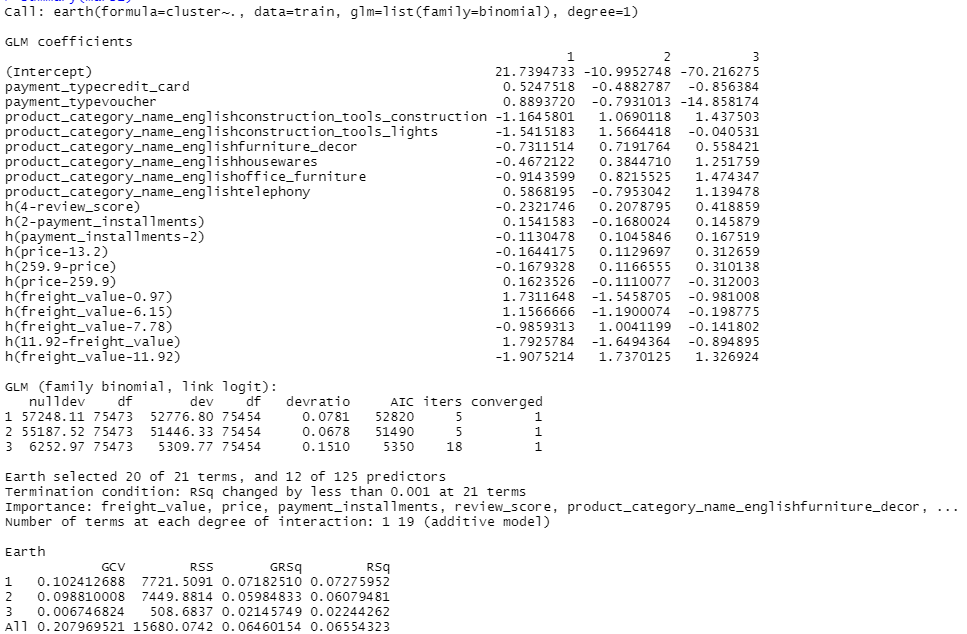 Call: earth(formula=cluster~., data=train, glm=list(family=binomial), degree=1)
GLM coefficients
1 2 3
(Intercept) 21.7394733 -10.9952748 -70.216275
payment_typecredit_card 0.5247518 -0.4882787 -0.856384
payment_typevoucher 0.8893720 -0.7931013 -14.858174
product_category_name_englishconstruction_tools_construction -1.1645801 1.0690118 1.437503
product_category_name_englishconstruction_tools_lights -1.5415183 1.5664418 -0.040531
product_category_name_englishfurniture_decor -0.7311514 0.7191764 0.558421
product_category_name_englishhousewares -0.4672122 0.3844710 1.251759
product_category_name_englishoffice_furniture -0.9143599 0.8215525 1.474347
product_category_name_englishtelephony 0.5868195 -0.7953042 1.139478
h(4-review_score) -0.2321746 0.2078795 0.418859
h(2-payment_installments) 0.1541583 -0.1680024 0.145879
h(payment_installments-2) -0.1130478 0.1045846 0.167519
h(price-13.2) -0.1644175 0.1129697 0.312659
h(259.9-price) -0.1679328 0.1166555 0.310138
h(price-259.9) 0.1623526 -0.1110077 -0.312003
h(freight_value-0.97) 1.7311648 -1.5458705 -0.981008
h(freight_value-6.15) 1.1566666 -1.1900074 -0.198775
h(freight_value-7.78) -0.9859313 1.0041199 -0.141802
h(11.92-freight_value) 1.7925784 -1.6494364 -0.894895
h(freight_value-11.92) -1.9075214 1.7370125 1.326924
GLM (family binomial, link logit):
nulldev df dev df devratio AIC iters converged
1 57248.11 75473 52776.80 75454 0.0781 52820 5 1
2 55187.52 75473 51446.33 75454 0.0678 51490 5 1
3 6252.97 75473 5309.77 75454 0.1510 5350 18 1
Earth selected 20 of 21 terms, and 12 of 125 predictors
Termination condition: RSq changed by less than 0.001 at 21 terms
Importance: freight_value, price, payment_installments, review_score, product_category_name_englishfurniture_decor, ...
Number of terms at each degree of interaction: 1 19 (additive model)
Earth
GCV RSS GRSq RSq
1 0.102412688 7721.5091 0.07182510 0.07275952
2 0.098810008 7449.8814 0.05984833 0.06079481
3 0.006746824 508.6837 0.02145749 0.02244262
All 0.207969521 15680.0742 0.06460154 0.06554323